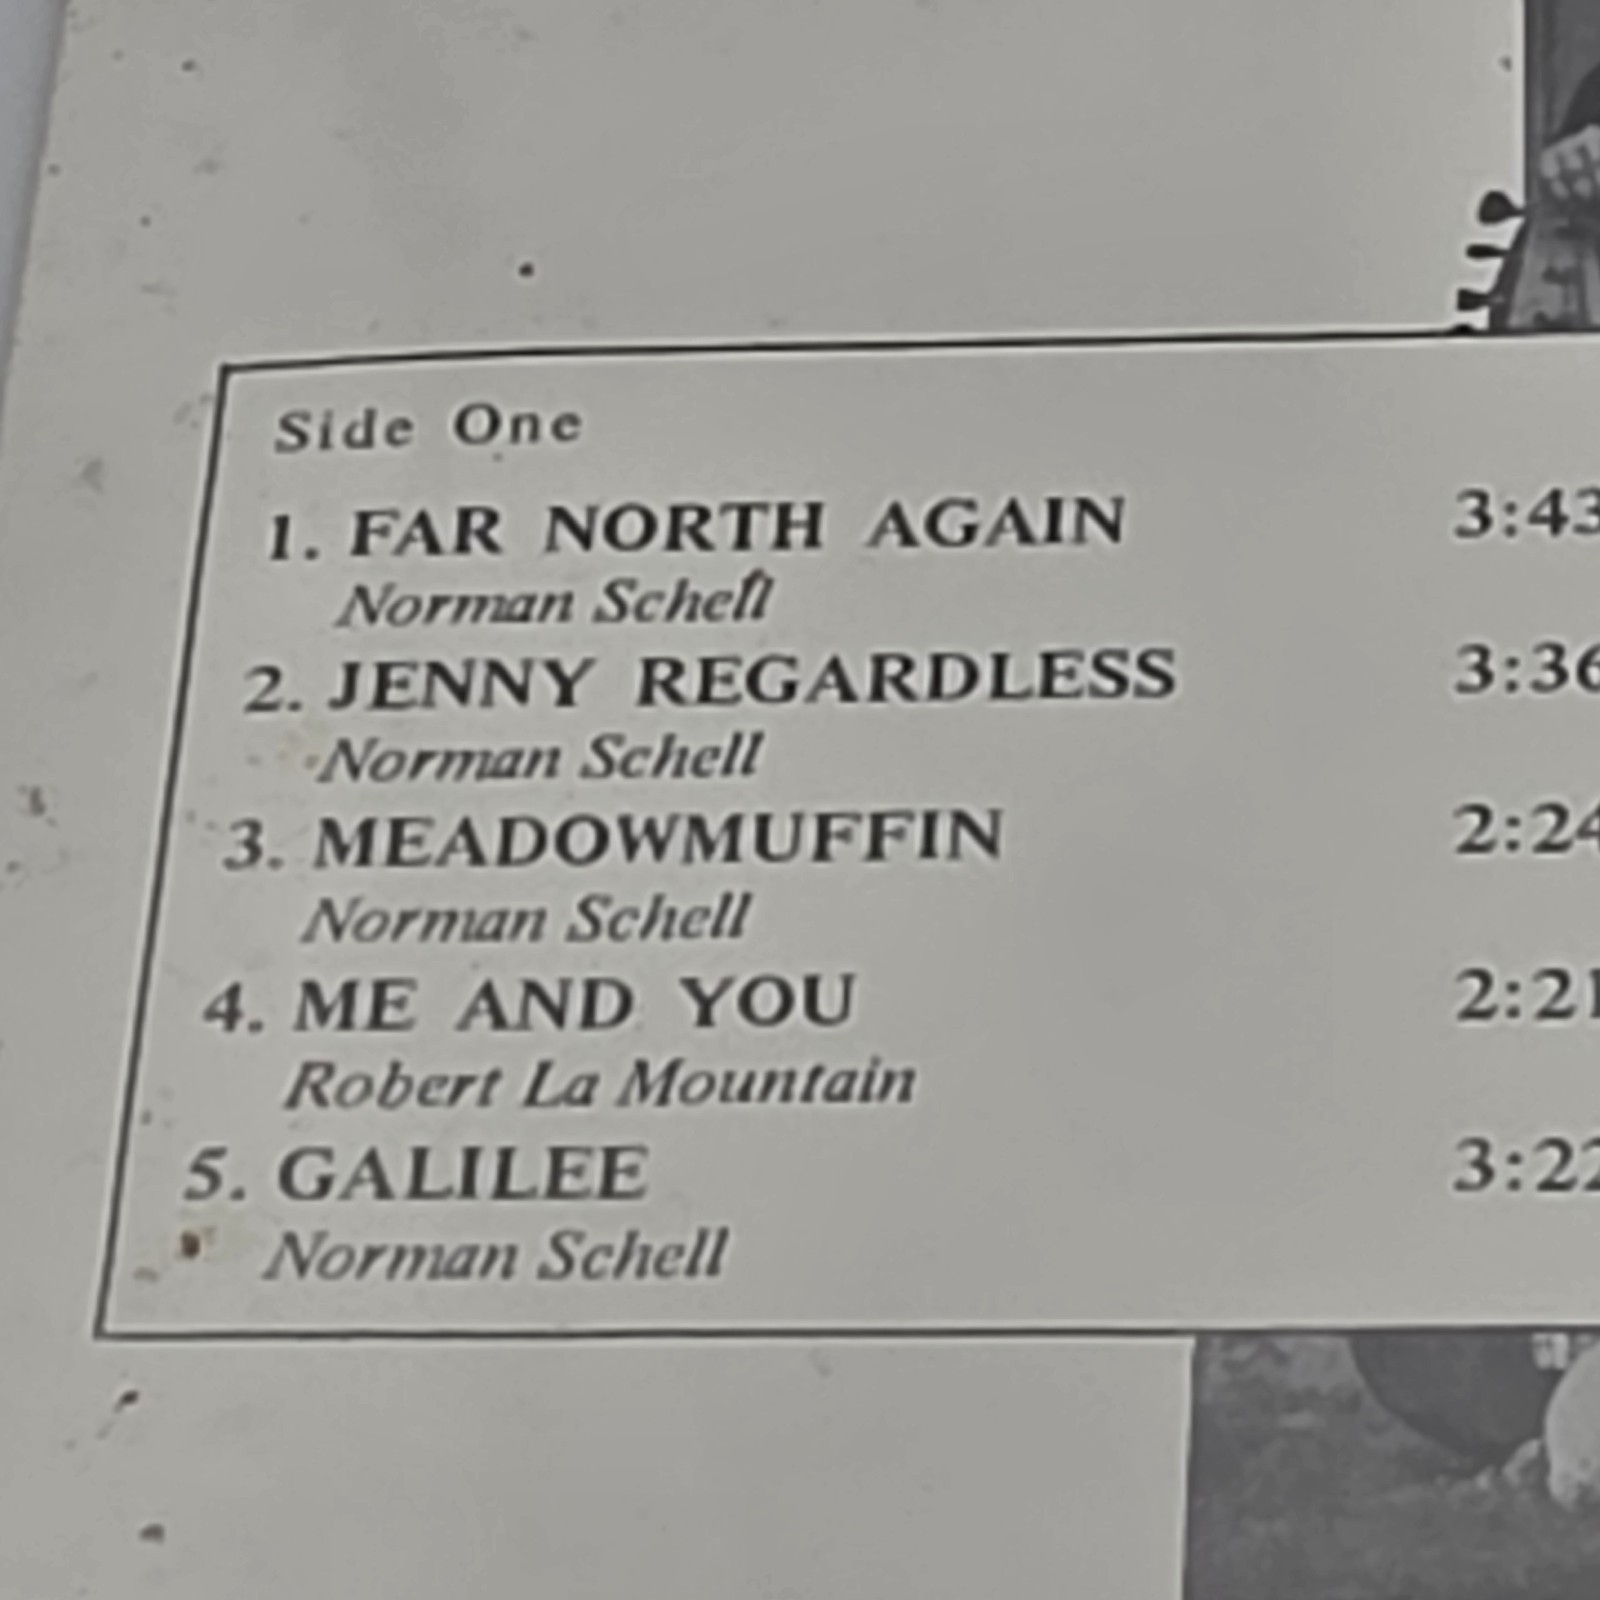 Side One
1. FAR NORTH AGAIN 3:43
Norman Schell
2. JENNY REGARDLESS 3:36
Norman Schell
3. MEADOWMUFFIN 2:24
Norman Schell
4. ME AND YOU 2:21
Robert La Mountain
5. GALILEE 3:22
Norman Schell